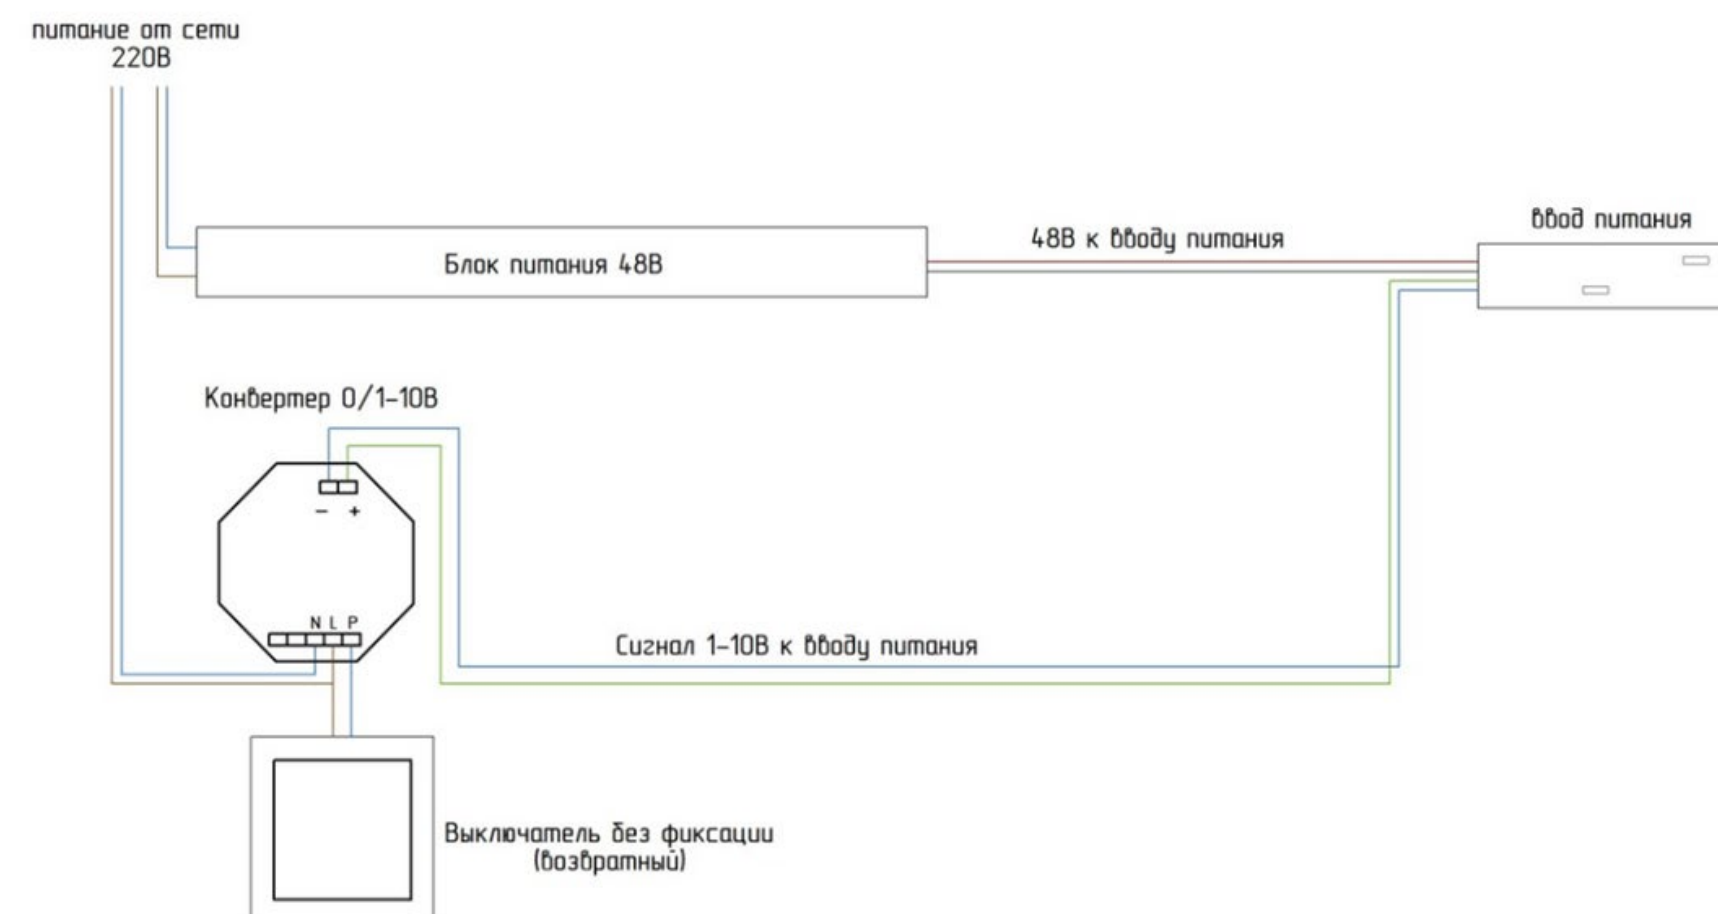 питание от сети
220В
ввод питания
48В к вводу питания
Блок питания 48В
Конвертер 0/1-10В
- +
N L P
Сигнал 1-10В к вводу питания
Выключатель без фиксации
(возвратный)